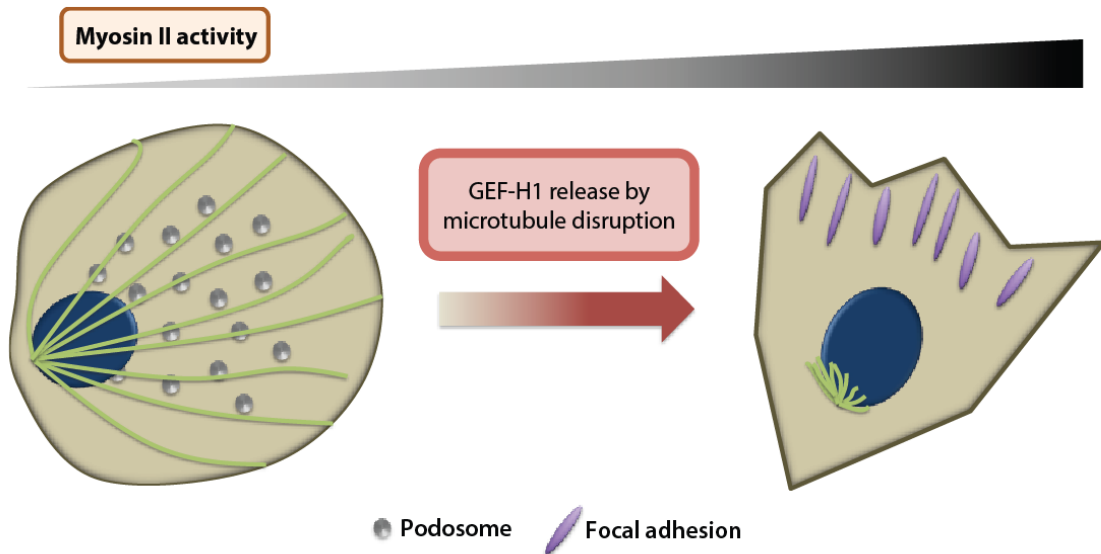 Myosin II activity
GEF-H1 release by
microtubule disruption
Podosome
Focal adhesion